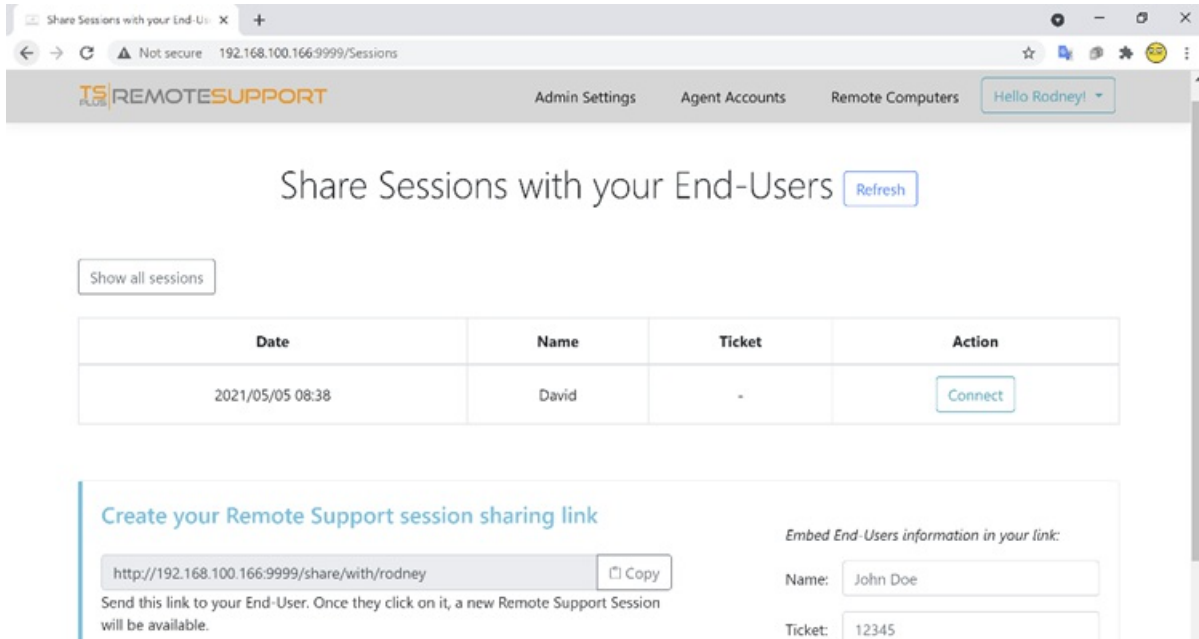 Share Sessions with your End-Us
Not secure 192.168.100.166:9999/Sessions
TS PLUS REMOTESUPPORT
Admin Settings Agent Accounts Remote Computers Hello Rodney!
Share Sessions with your End-Users Refresh
Show all sessions
Date Name Ticket Action
2021/05/05 08:38 David - Connect
Create your Remote Support session sharing link
Embed End-Users information in your link:
http://192.168.100.166:9999/share/with/rodney Copy
Name: John Doe
Send this link to your End-User. Once they click on it, a new Remote Support Session
will be available.
Ticket: 12345